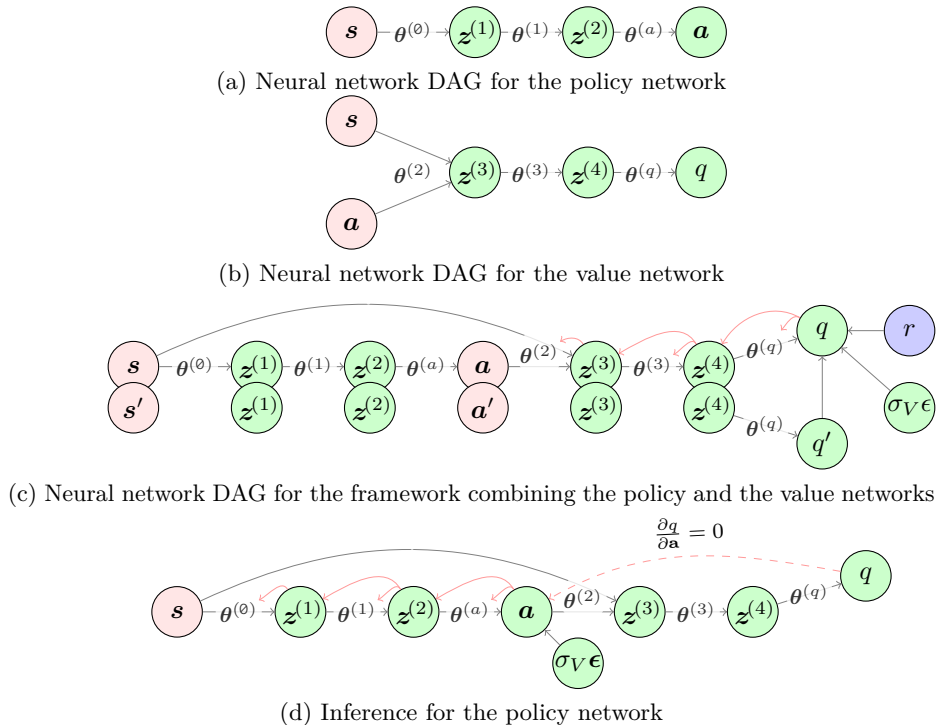 s θ^(0) z^(1) θ^(1) z^(2) θ^(a) a
(a) Neural network DAG for the policy network
s
θ^(2) z^(3) θ^(3) z^(4) θ^(q) q
a
(b) Neural network DAG for the value network
q r
s θ^(0) z^(1) θ^(1) z^(2) θ^(a) a θ^(2) z^(3) θ^(3) z^(4) θ^(q)
s′ z^(1) z^(2) a′ z^(3) z^(4) θ^(q) σ_V ϵ
q′
(c) Neural network DAG for the framework combining the policy and the value networks
∂q/∂a = 0
q
s θ^(0) z^(1) θ^(1) z^(2) θ^(a) a θ^(2) z^(3) θ^(3) z^(4) θ^(q)
σ_V ϵ
(d) Inference for the policy network